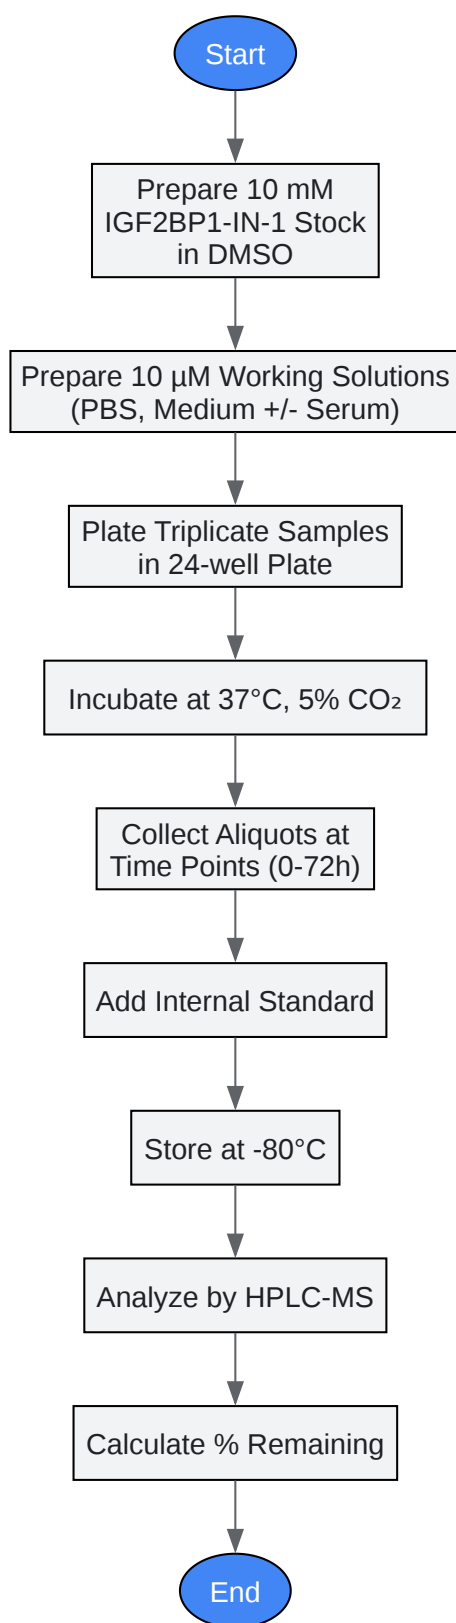 Start
Prepare 10 mM
IGF2BP1-IN-1 Stock
in DMSO
Prepare 10 µM Working Solutions
(PBS, Medium +/- Serum)
Plate Triplicate Samples
in 24-well Plate
Incubate at 37°C, 5% CO₂
Collect Aliquots at
Time Points (0-72h)
Add Internal Standard
Store at -80°C
Analyze by HPLC-MS
Calculate % Remaining
End